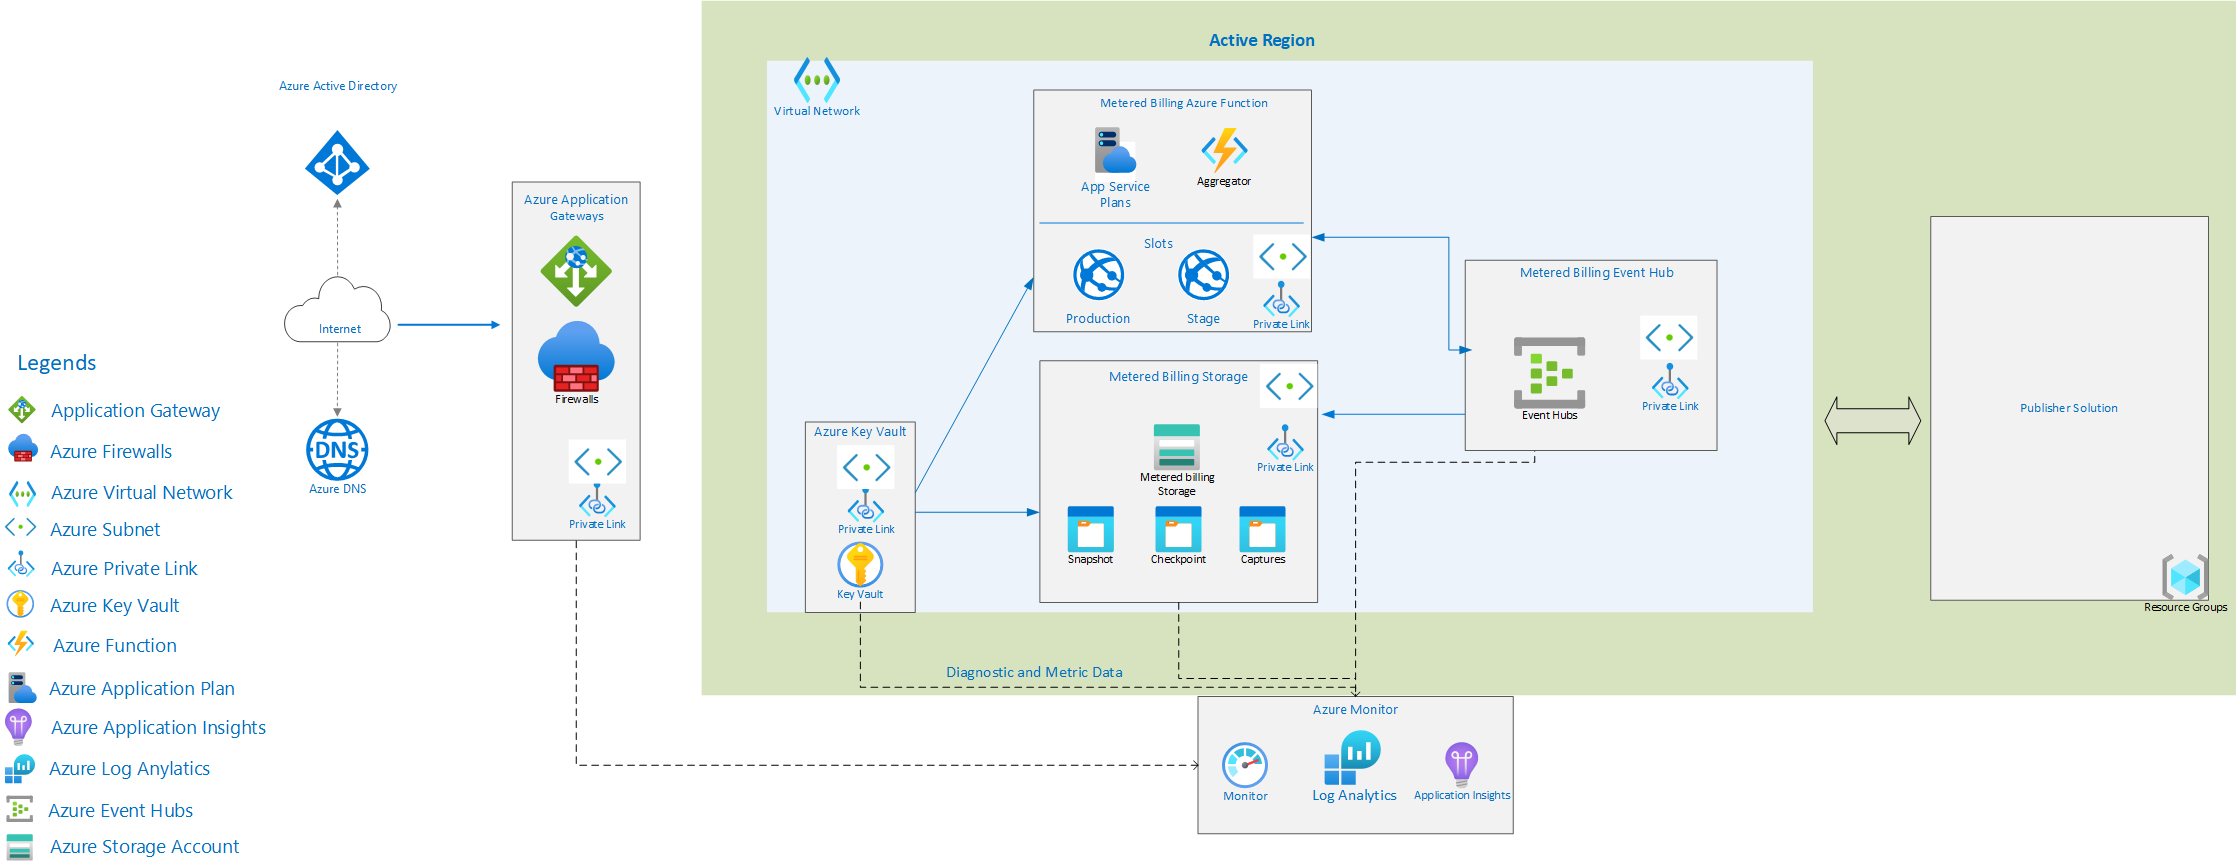 Active Region
Azure Active Directory
Virtual Network
Metered Billing Azure Function
App Service
Plans
Aggregator
Azure Application
Gateways
Slots
Production
Stage
Private Link
Internet
Metered Billing Event Hub
Event Hubs
Private Link
Firewalls
Private Link
Metered Billing Storage
Private Link
Metered billing
Storage
Snapshot
Checkpoint
Captures
Azure Key Vault
Private Link
Key Vault
DNS
Azure DNS
Publisher Solution
Resource Groups
Diagnostic and Metric Data
Azure Monitor
Monitor
Log Analytics
Application Insights
Legends
Application Gateway
Azure Firewalls
Azure Virtual Network
Azure Subnet
Azure Private Link
Azure Key Vault
Azure Function
Azure Application Plan
Azure Application Insights
Azure Log Anylatics
Azure Event Hubs
Azure Storage Account